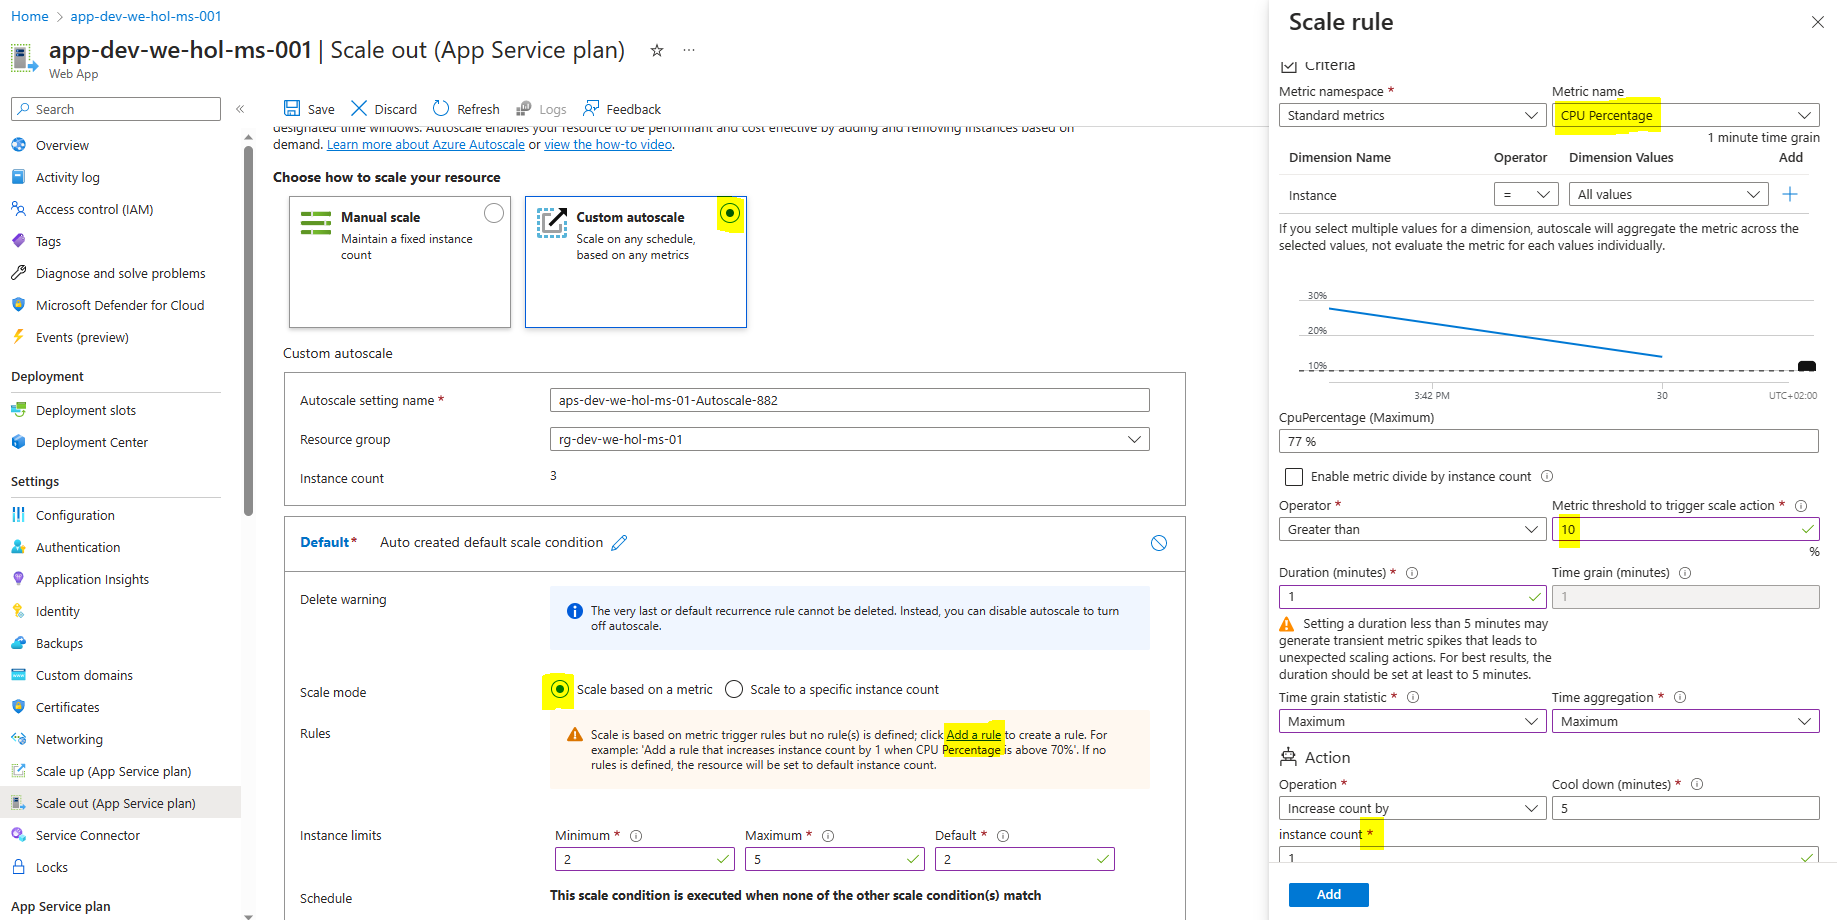 Home > app-dev-we-hol-ms-001
app-dev-we-hol-ms-001 | Scale out (App Service plan)
Web App
Search
Overview
Activity log
Access control (IAM)
Tags
Diagnose and solve problems
Microsoft Defender for Cloud
Events (preview)
Deployment
Deployment slots
Deployment Center
Settings
Configuration
Authentication
Application Insights
Identity
Backups
Custom domains
Certificates
Networking
Scale up (App Service plan)
Scale out (App Service plan)
Service Connector
Locks
App Service plan
Save Discard Refresh Logs Feedback
designated time windows. Autoscale enables your resource to be performant and cost effective by adding and removing instances based on
demand. Learn more about Azure Autoscale or view the how-to video.
Choose how to scale your resource
Manual scale
Maintain a fixed instance
count
Custom autoscale
Scale on any schedule,
based on any metrics
Custom autoscale
Autoscale setting name * aps-dev-we-hol-ms-01-Autoscale-882
Resource group rg-dev-we-hol-ms-01
Instance count 3
Default* Auto created default scale condition
Delete warning
The very last or default recurrence rule cannot be deleted. Instead, you can disable autoscale to turn
off autoscale.
Scale mode Scale based on a metric Scale to a specific instance count
Rules
Scale is based on metric trigger rules but no rule(s) is defined; click Add a rule to create a rule. For
example: 'Add a rule that increases instance count by 1 when CPU Percentage is above 70%'. If no
rules is defined, the resource will be set to default instance count.
Instance limits Minimum * Maximum * Default *
2 5 2
Schedule This scale condition is executed when none of the other scale condition(s) match
Scale rule
Criteria
Metric namespace * Metric name
Standard metrics CPU Percentage
1 minute time grain
Dimension Name Operator Dimension Values Add
Instance = All values
If you select multiple values for a dimension, autoscale will aggregate the metric across the
selected values, not evaluate the metric for each values individually.
30%
20%
10%
3:42 PM 30 UTC+02:00
CpuPercentage (Maximum)
77 %
Enable metric divide by instance count
Operator * Metric threshold to trigger scale action *
Greater than 10
%
Duration (minutes) * Time grain (minutes)
1 1
Setting a duration less than 5 minutes may
generate transient metric spikes that leads to
unexpected scaling actions. For best results, the
duration should be set at least to 5 minutes.
Time grain statistic * Time aggregation *
Maximum Maximum
Action
Operation * Cool down (minutes) *
Increase count by 5
instance count *
1
Add